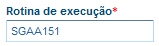 Rotina de execução*
SGAA151